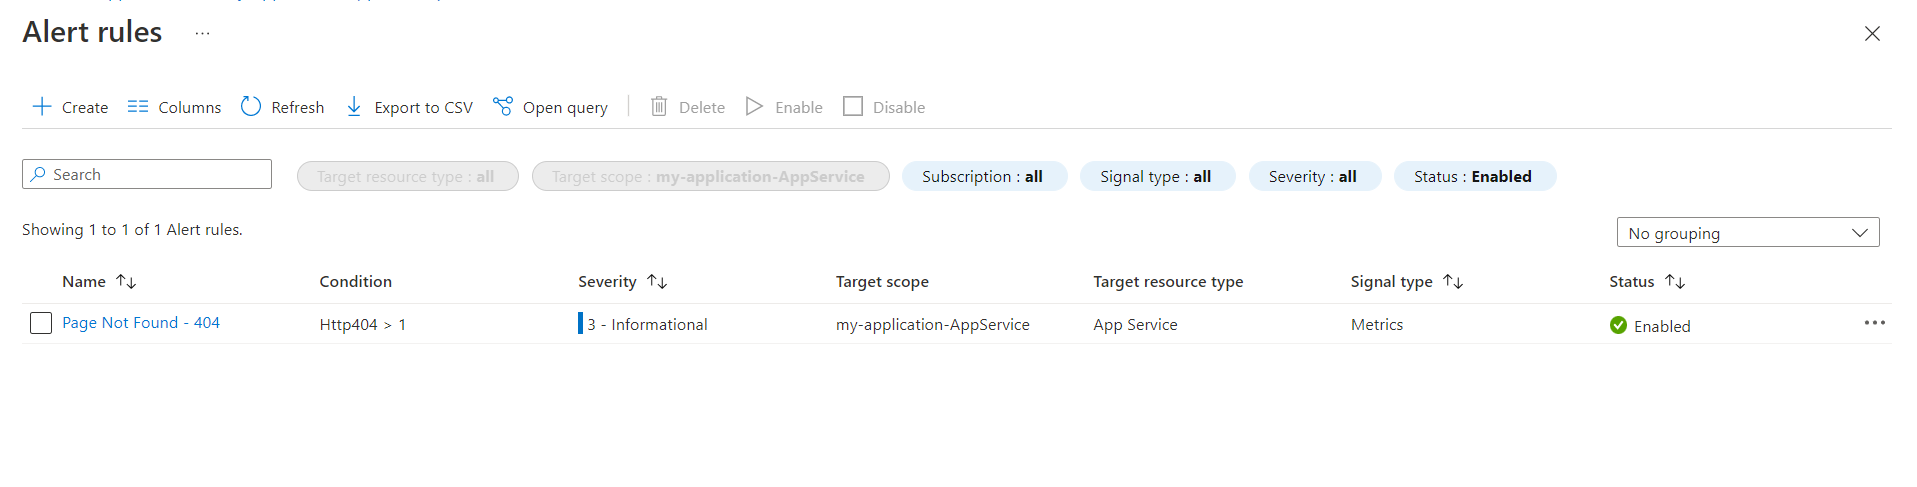 Alert rules ...
Create Columns Refresh Export to CSV Open query Delete Enable Disable
Search Target resource type : all Target scope : my-application-AppService Subscription : all Signal type : all Severity : all Status : Enabled
Showing 1 to 1 of 1 Alert rules. No grouping
Name Condition Severity Target scope Target resource type Signal type Status
Page Not Found - 404 Http404 > 1 3 - Informational my-application-AppService App Service Metrics Enabled ...